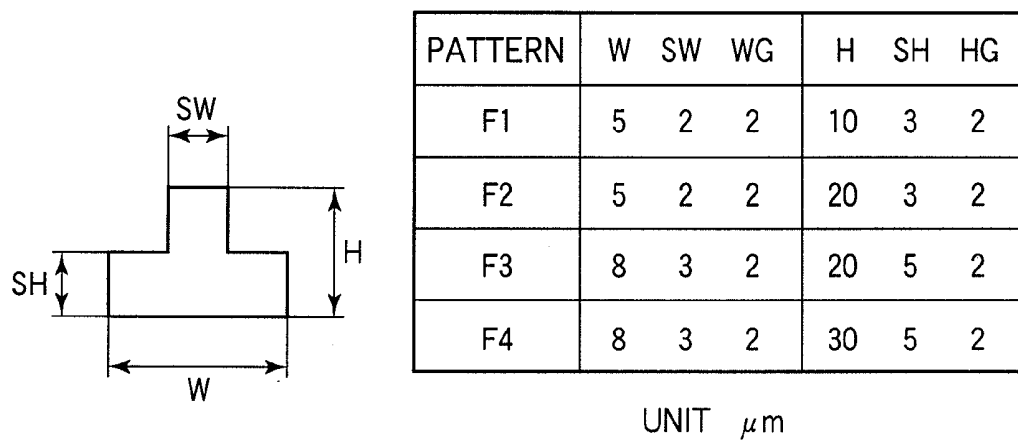 SW
H
SH
W
PATTERN W SW WG H SH HG
F1 5 2 2 10 3 2
F2 5 2 2 20 3 2
F3 8 3 2 20 5 2
F4 8 3 2 30 5 2
UNIT μm